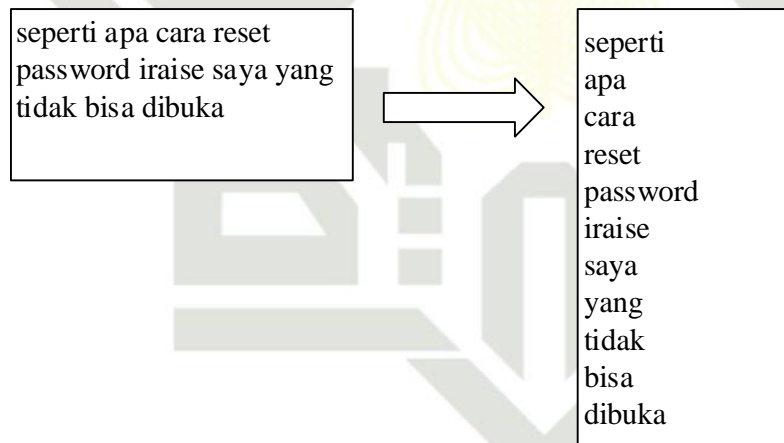 seperti apa cara reset
password iraise saya yang
tidak bisa dibuka
seperti
apa
cara
reset
password
iraise
saya
yang
tidak
bisa
dibuka